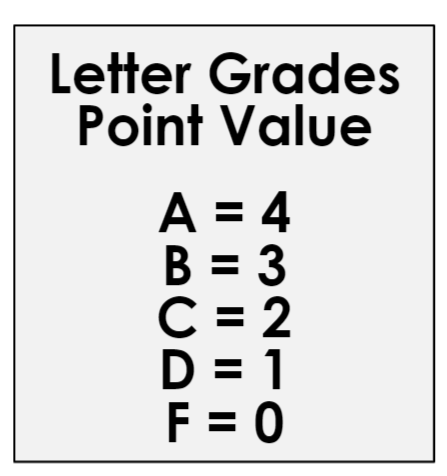 Letter Grades
Point Value
A = 4
B = 3
C = 2
D = 1
F = 0